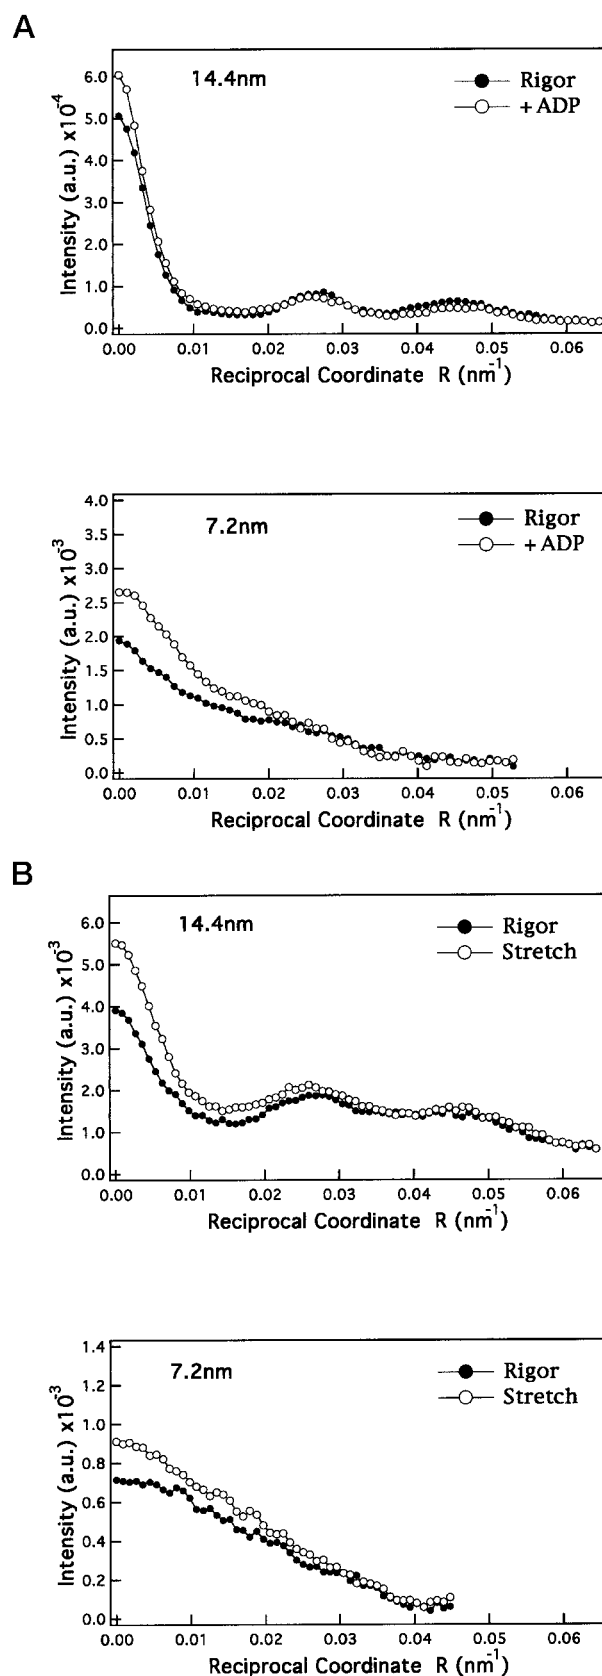 A
14.4nm
Rigor
+ADP
6.0
5.0
4.0
3.0
2.0
1.0
0.0
Intensity (a.u.) x10-4
0.00 0.01 0.02 0.03 0.04 0.05 0.06
Reciprocal Coordinate R (nm-1)
7.2nm
Rigor
+ADP
4.0
3.5
3.0
2.5
2.0
1.5
1.0
0.5
0.0
Intensity (a.u.) x10-3
0.00 0.01 0.02 0.03 0.04 0.05 0.06
Reciprocal Coordinate R (nm-1)
B
14.4nm
Rigor
Stretch
6.0
5.0
4.0
3.0
2.0
1.0
0.0
Intensity (a.u.) x10-3
0.00 0.01 0.02 0.03 0.04 0.05 0.06
Reciprocal Coordinate R (nm-1)
7.2nm
Rigor
Stretch
1.4
1.2
1.0
0.8
0.6
0.4
0.2
0.0
Intensity (a.u.) x10-3
0.00 0.01 0.02 0.03 0.04 0.05 0.06
Reciprocal Coordinate R (nm-1)